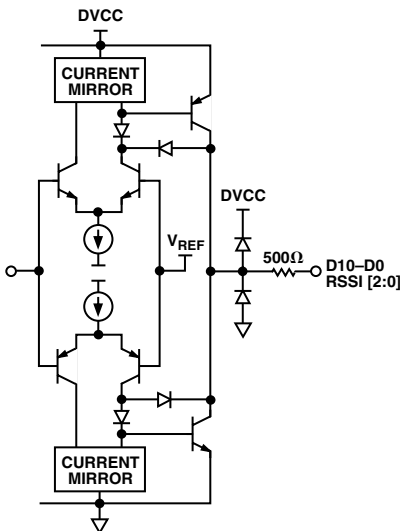 DVCC
CURRENT
MIRROR
DVCC
VREF
500Ω
D10–D0
RSSI [2:0]
CURRENT
MIRROR